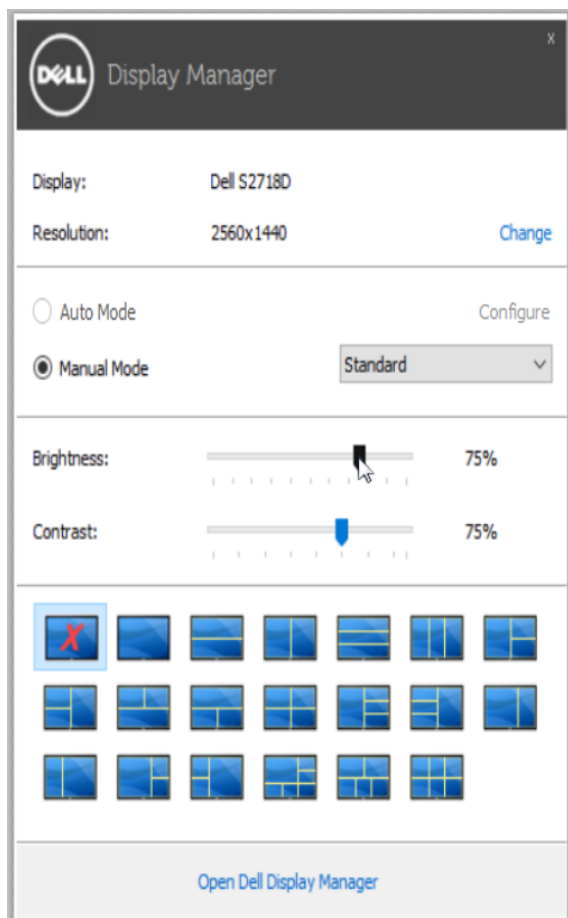 DELL Display Manager x
Display: Dell S2718D
Resolution: 2560x1440 Change
Auto Mode Configure
Manual Mode Standard
Brightness: 75%
Contrast: 75%
Open Dell Display Manager